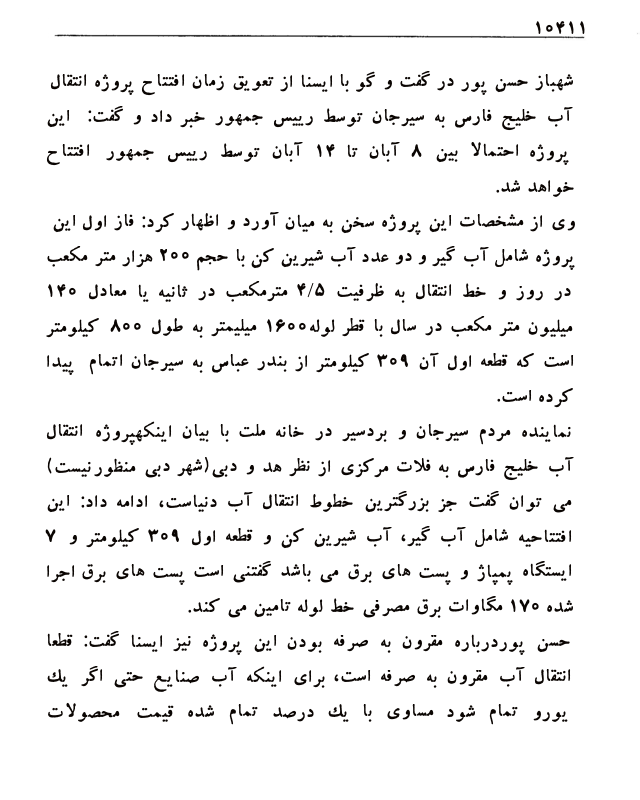 ۱۰۴۱۱
شهباز حسن پور در گفت و گو با ایسنا از تعویق زمان افتتاح پروژه انتقال
آب خلیج فارس به سیرجان توسط رییس جمهور خبر داد و گفت: این
پروژه احتمالا بین ۸ آبان تا ۱۴ آبان توسط رییس جمهور افتتاح
خواهد شد.
وی از مشخصات این پروژه سخن به میان آورد و اظهار کرد: فاز اول این
پروژه شامل آب گیر و دو عدد آب شیرین کن با حجم ۲۰۰ هزار متر مکعب
در روز و خط انتقال به ظرفیت ۴/۵ مترمکعب در ثانیه یا معادل ۱۴۰
میلیون متر مکعب در سال با قطر لوله۱۶۰۰ میلیمتر به طول ۸۰۰ کیلومتر
است که قطعه اول آن ۳۰۹ کیلومتر از بندر عباس به سیرجان اتمام پیدا
کرده است.
نماینده مردم سیرجان و بردسیر در خانه ملت با بیان اینکهپروژه انتقال
آب خلیج فارس به فلات مرکزی از نظر هد و دبی(شهر دبی منظورنیست)
می توان گفت جز بزرگترین خطوط انتقال آب دنیاست، ادامه داد: این
افتتاحیه شامل آب گیر، آب شیرین کن و قطعه اول ۳۰۹ کیلومتر و ۷
ایستگاه پمپاژ و پست های برق می باشد گفتنی است پست های برق اجرا
شده ۱۷۰ مگاوات برق مصرفی خط لوله تامین می کند.
حسن پوردرباره مقرون به صرفه بودن این پروژه نیز ایسنا گفت: قطعا
انتقال آب مقرون به صرفه است، برای اینکه آب صنایع حتی اگر یك
یورو تمام شود مساوی با یك درصد تمام شده قیمت محصولات